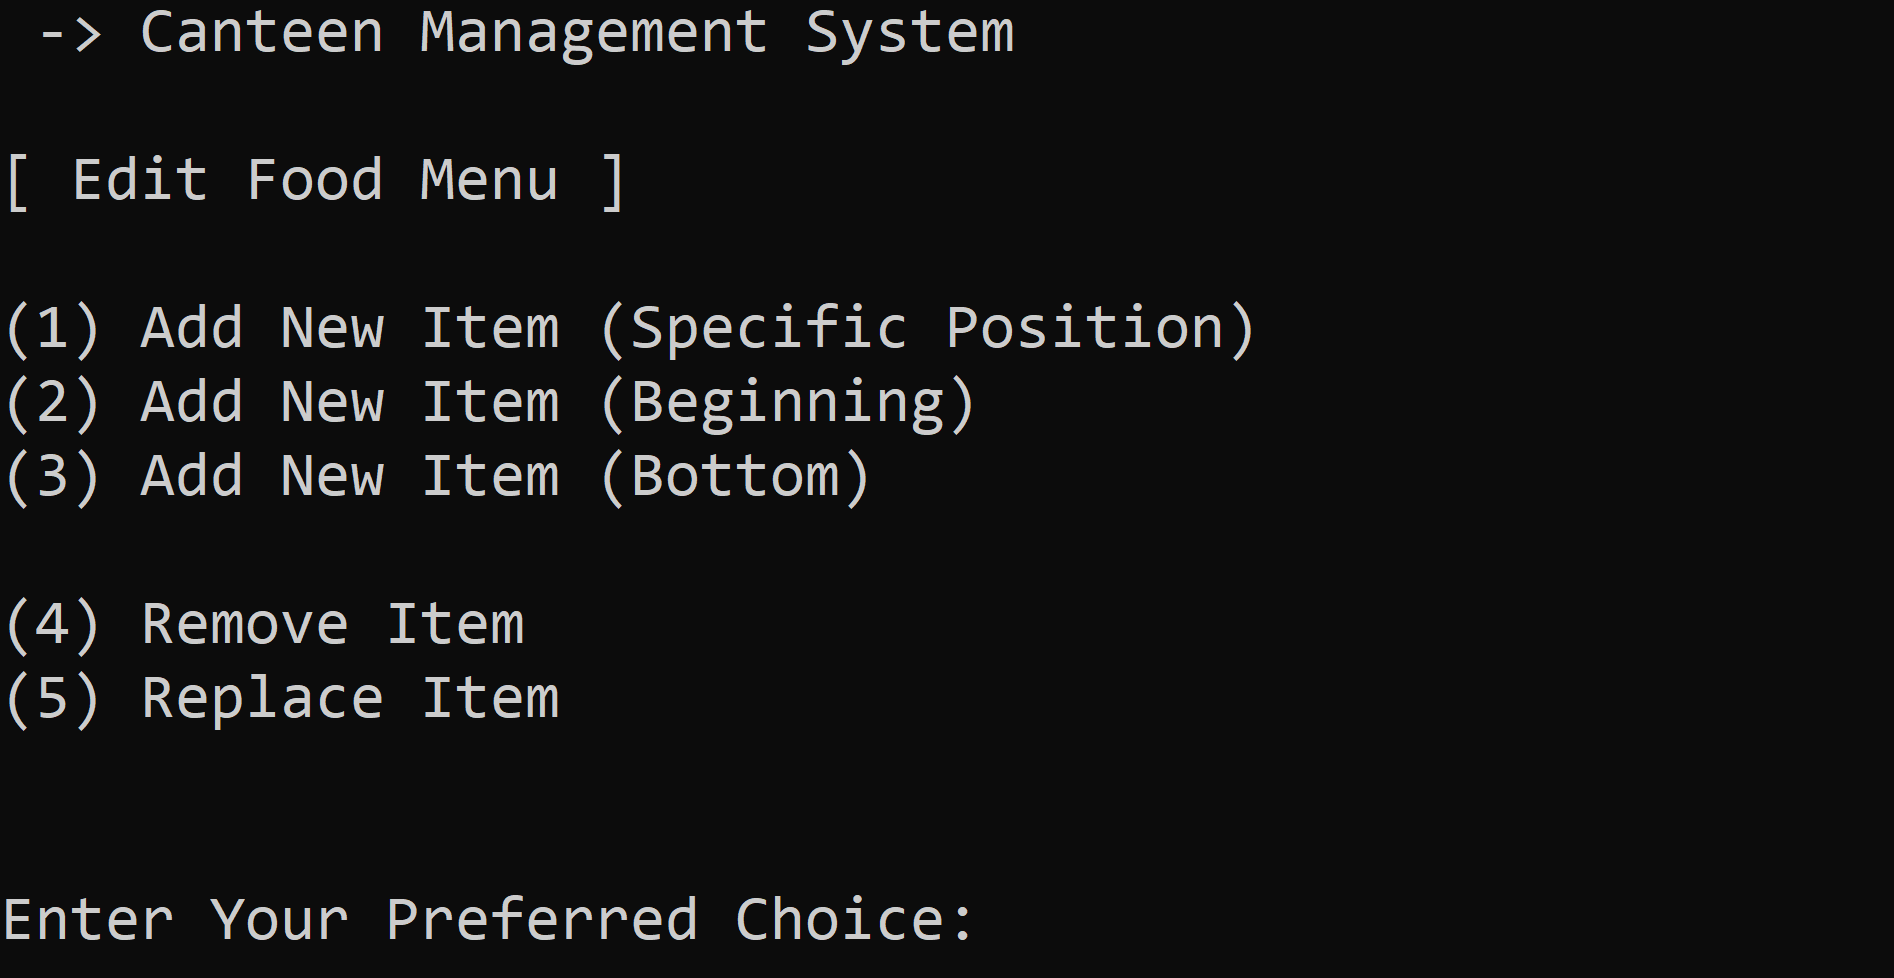 -> Canteen Management System
[ Edit Food Menu ]
(1) Add New Item (Specific Position)
(2) Add New Item (Beginning)
(3) Add New Item (Bottom)
(4) Remove Item
(5) Replace Item
Enter Your Preferred Choice: